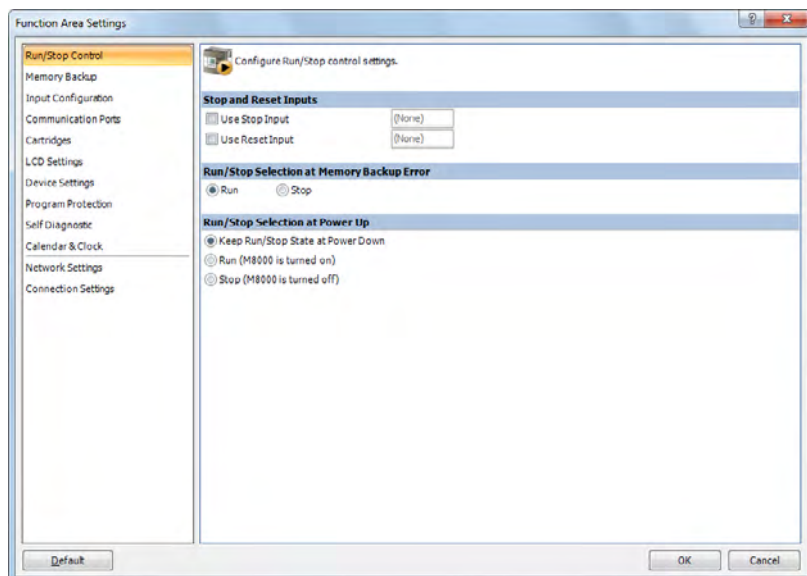 Function Area Settings
Run/Stop Control
Memory Backup
Input Configuration
Communication Ports
Cartridges
LCD Settings
Device Settings
Program Protection
Self Diagnostic
Calendar & Clock
Network Settings
Connection Settings
Configure Run/Stop control settings.
Stop and Reset Inputs
Use Stop Input (None)
Use Reset Input (None)
Run/Stop Selection at Memory Backup Error
Run Stop
Run/Stop Selection at Power Up
Keep Run/Stop State at Power Down
Run (M8000 is turned on)
Stop (M8000 is turned off)
Default OK Cancel